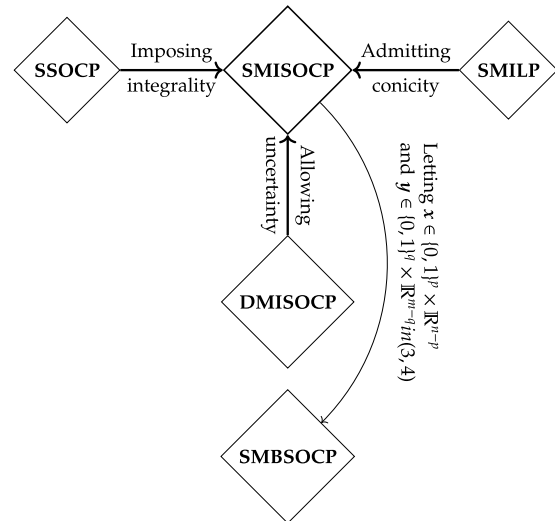 Imposing
SSOCP
integrality
SMISOCP
Admitting
SMILP
conicity
Allowing
uncertainty
Letting x ∈ {0, 1}^p × ℝ^{n−p}
and y ∈ {0, 1}^q × ℝ^{m−q}in(3, 4)
DMISOCP
SMBSOCP